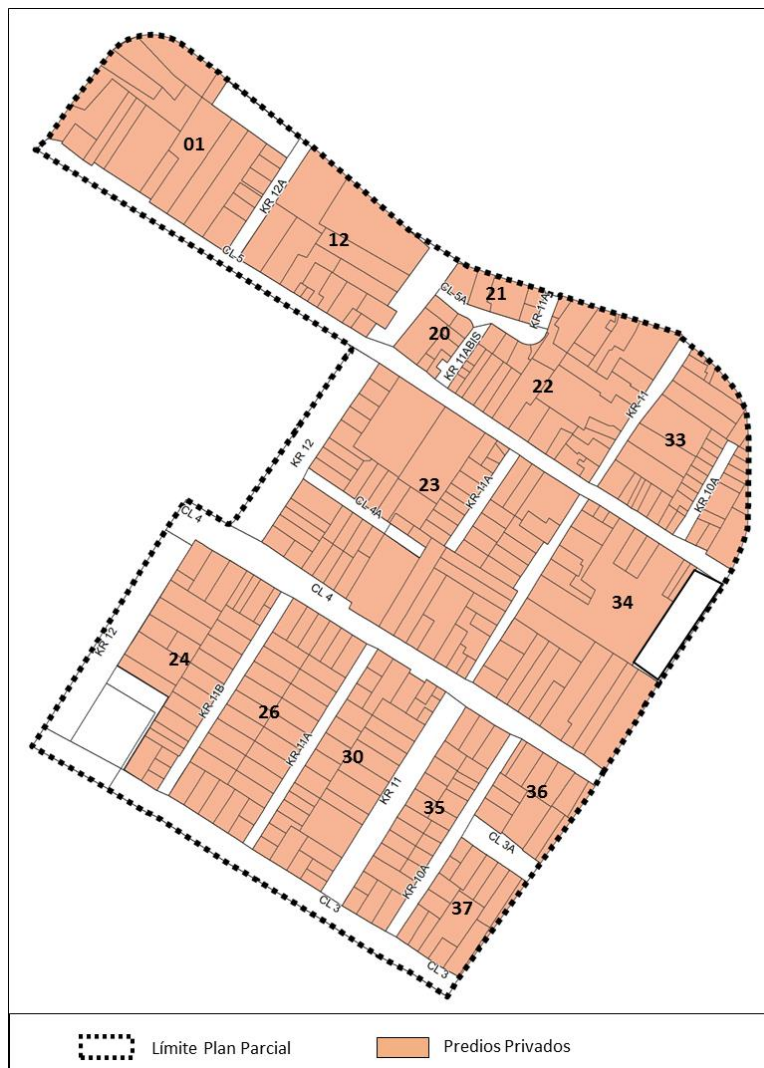 01
KR 12A
12
CL 5
CL 5A
21
KR 11A
20
KR 11ABIS
22
KR 11
33
KR 10A
KR 12
23
KR 11A
CL 4A
CL 4
CL 4
34
KR 12
24
KR 11B
26
KR 11A
30
KR 11
35
KR 10A
36
CL 3A
37
CL 3
CL 3
Límite Plan Parcial
Predios Privados